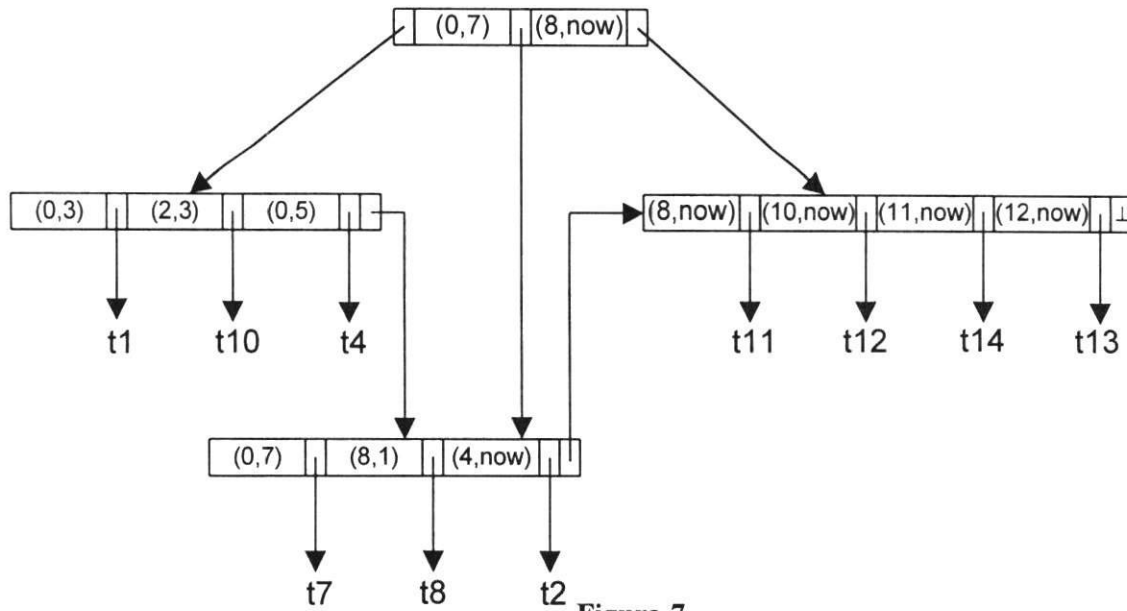 (0,7) (8,now)
(0,3) (2,3) (0,5)
(8,now) (10,now) (11,now) (12,now) ⊥
t1 t10 t4
t11 t12 t14 t13
(0,7) (8,1) (4,now)
t7 t8 t2
Figure 7